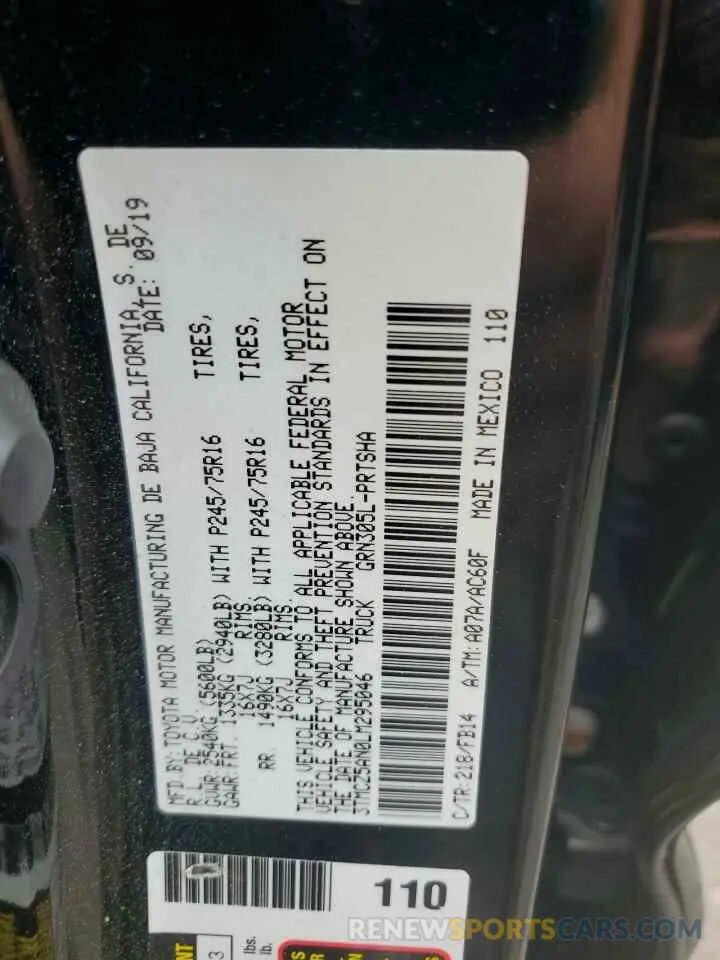 MFD. BY: TOYOTA MOTOR MANUFACTURING DE BAJA CALIFORNIA, S. DE
R.L. DE C.V. DATE: 09/19
GVWR: 2540KG (5600LB)
GAWR: FRT. 1335KG (2940LB) WITH P245/75R16 TIRES,
16X7J RIMS.
RR. 1490KG (3280LB) WITH P245/75R16 TIRES,
16X7J RIMS.
THIS VEHICLE CONFORMS TO ALL APPLICABLE FEDERAL MOTOR
VEHICLE SAFETY AND THEFT PREVENTION STANDARDS IN EFFECT ON
THE DATE OF MANUFACTURE SHOWN ABOVE.
3TMCZ5AN0LM295046 TRUCK GRN305L-PRTSHA
C/TR: 218/FB14 A/TM: A07A/AC60F MADE IN MEXICO 110
110
3
lbs.
lb.
RENEWSPORTSCARS.COM